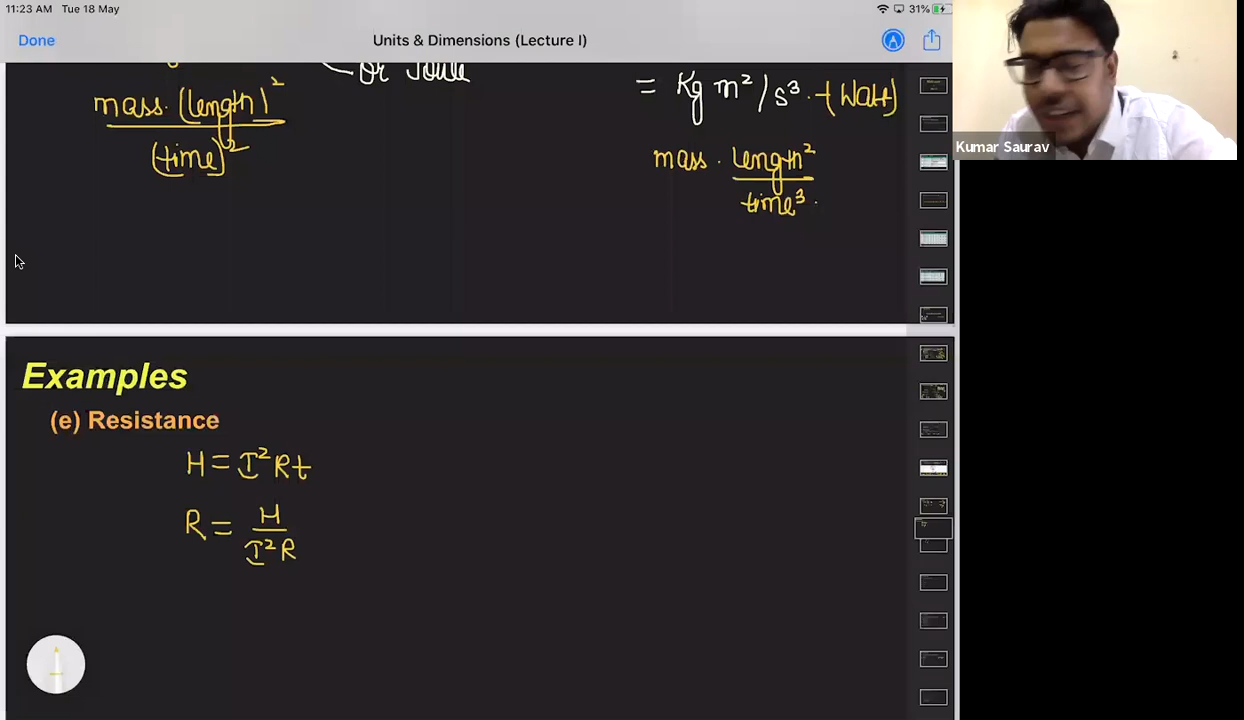 11:23 AM Tue 18 May
31%
Done
Units & Dimensions (Lecture I)
or Joule
mass. (length)²
(time)²
= Kg m²/s³. - (Watt)
mass. length²
time³.
Kumar Saurav
Examples
(e) Resistance
H = I²Rt
R = H
I²R